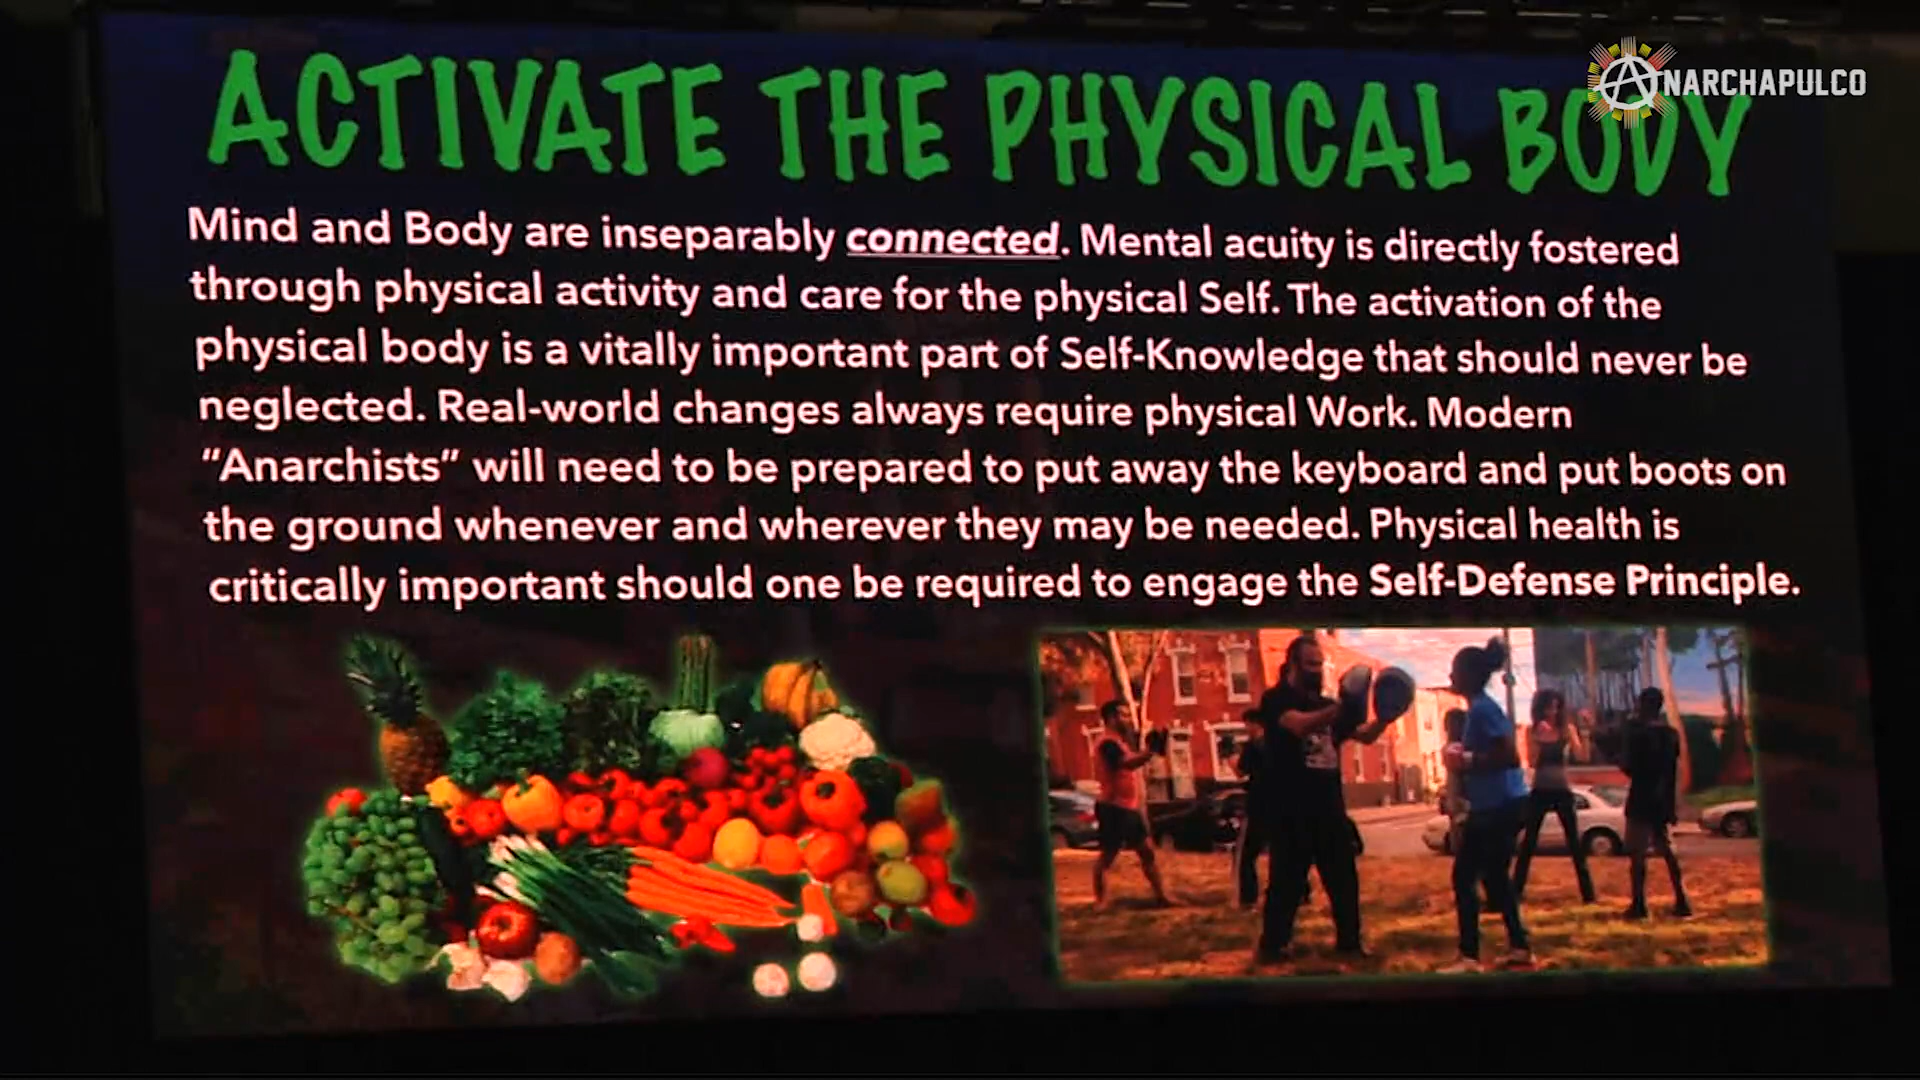 ACTIVATE THE PHYSICAL BODY
ANARCHAPULCO
Mind and Body are inseparably connected. Mental acuity is directly fostered
through physical activity and care for the physical Self. The activation of the
physical body is a vitally important part of Self-Knowledge that should never be
neglected. Real-world changes always require physical Work. Modern
“Anarchists” will need to be prepared to put away the keyboard and put boots on
the ground whenever and wherever they may be needed. Physical health is
critically important should one be required to engage the Self-Defense Principle.